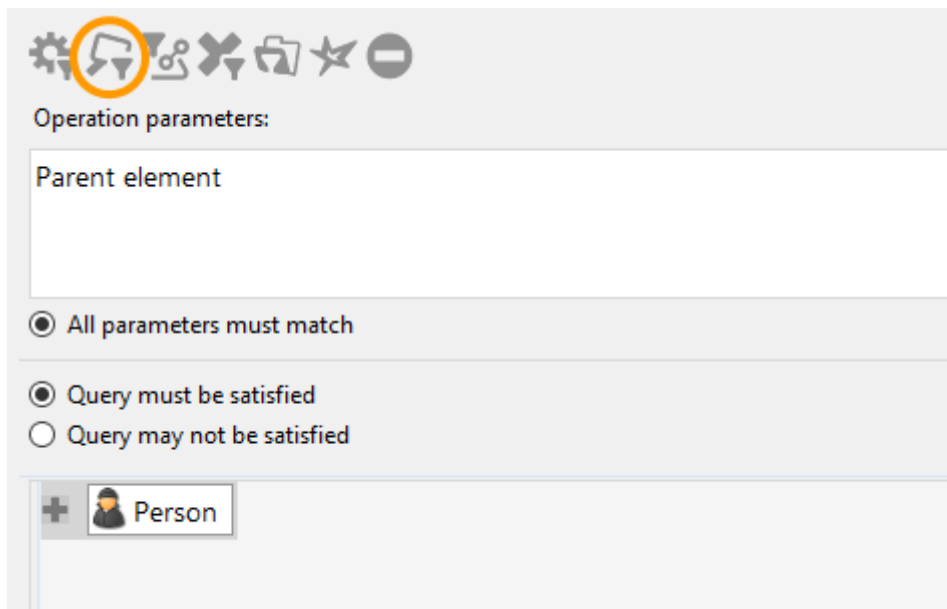 Operation parameters:
Parent element
All parameters must match
Query must be satisfied
Query may not be satisfied
Person